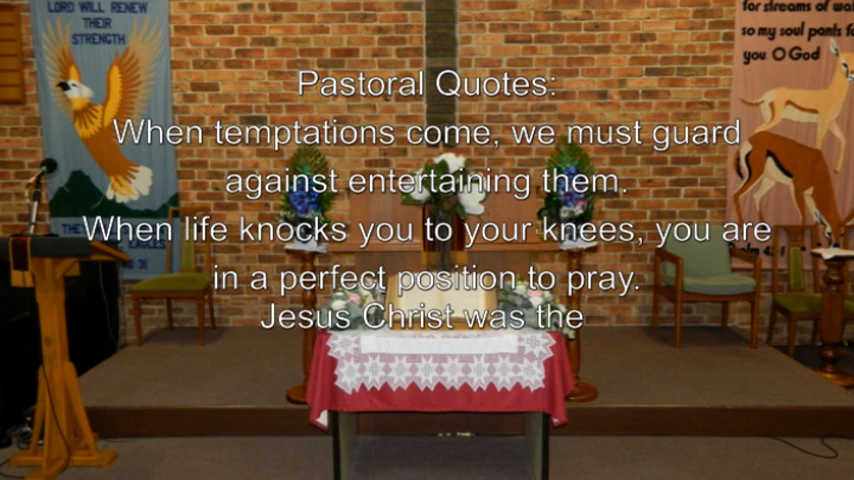 LORD WILL RENEW
THEIR
STRENGTH
for streams of
so my soul pants
you O God
Pastoral Quotes:
When temptations come, we must guard
against entertaining them.
When life knocks you to your knees, you are
in a perfect position to pray.
Jesus Christ was the
EAGLES